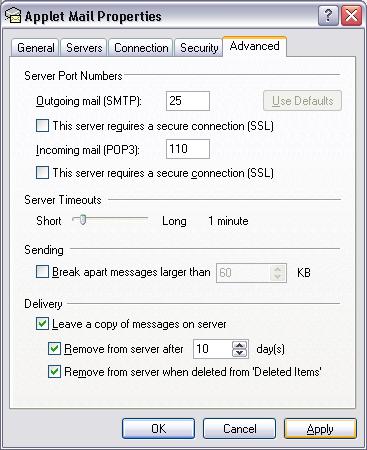 Applet Mail Properties
General Servers Connection Security Advanced
Server Port Numbers
Outgoing mail (SMTP): 25 Use Defaults
This server requires a secure connection (SSL)
Incoming mail (POP3): 110
This server requires a secure connection (SSL)
Server Timeouts
Short Long 1 minute
Sending
Break apart messages larger than 60 KB
Delivery
Leave a copy of messages on server
Remove from server after 10 day(s)
Remove from server when deleted from 'Deleted Items'
OK Cancel Apply